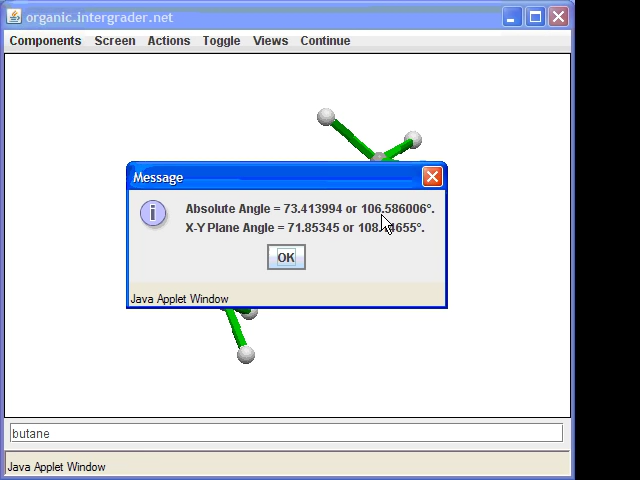 organic.intergrader.net
Components Screen Actions Toggle Views Continue
Message
Absolute Angle = 73.413994 or 106.586006°.
X-Y Plane Angle = 71.85345 or
OK
Java Applet Window
butane
Java Applet Window